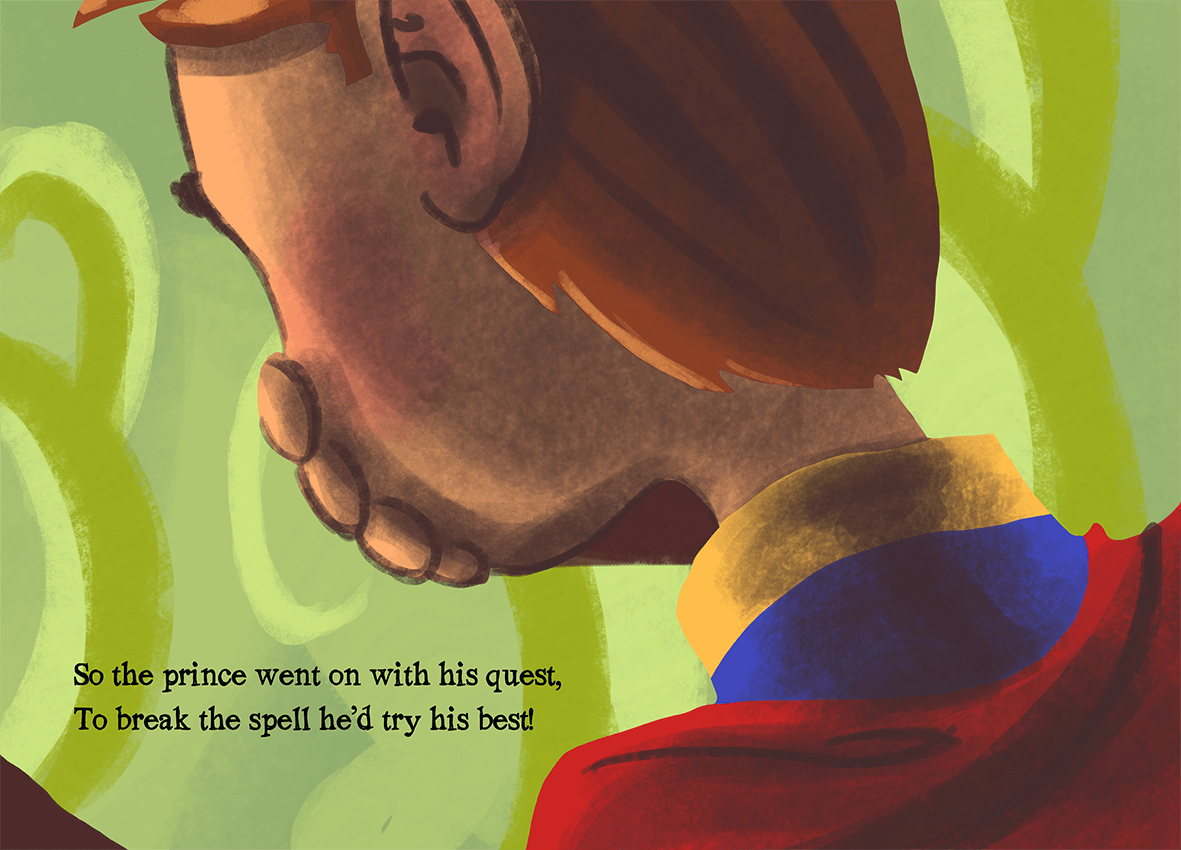 So the prince went on with his quest,
To break the spell he'd try his best!